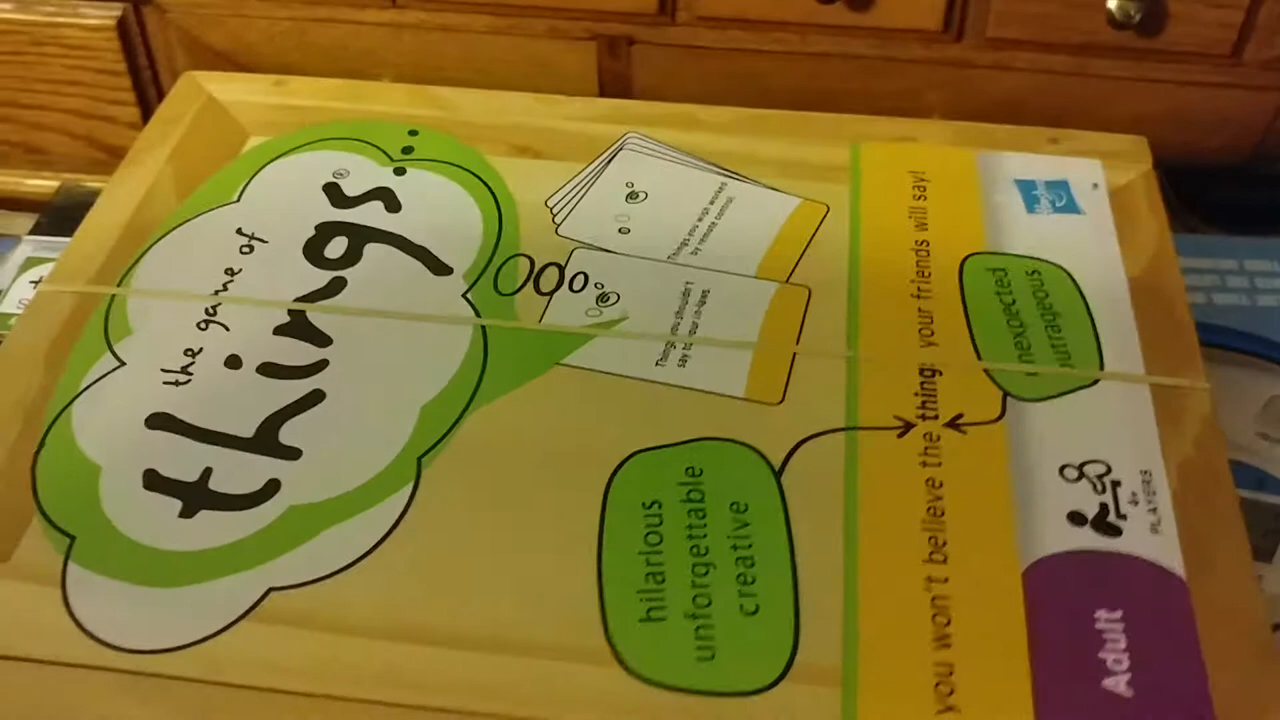 the game of
things®...
Things you wish worked
by remote control.
Things you shouldn't
say to your in-laws.
hilarious
unforgettable
creative
you won't believe the thing: your friends will say!
unexpected
outrageous
Hasbro
4+
PLAYERS
Adult